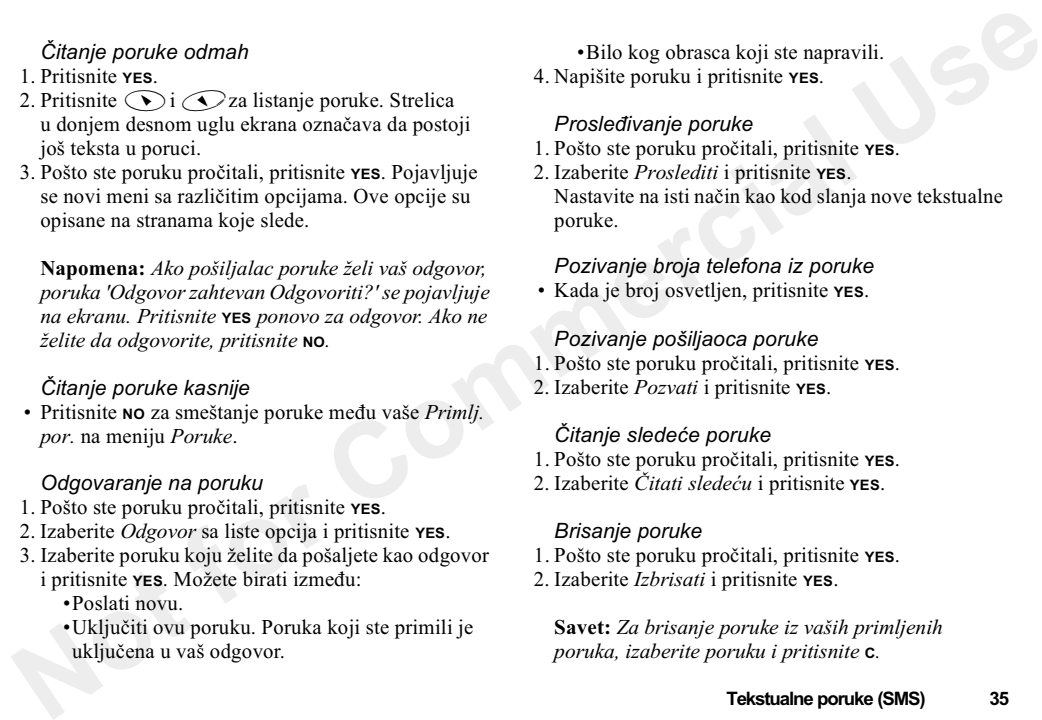 Čitanje poruke odmah
1. Pritisnite YES.
2. Pritisnite i za listanje poruke. Strelica
u donjem desnom uglu ekrana označava da postoji
još teksta u poruci.
3. Pošto ste poruku pročitali, pritisnite YES. Pojavljuje
se novi meni sa različitim opcijama. Ove opcije su
opisane na stranama koje slede.
Napomena: Ako pošiljalac poruke želi vaš odgovor,
poruka 'Odgovor zahtevan Odgovoriti?' se pojavljuje
na ekranu. Pritisnite YES ponovo za odgovor. Ako ne
želite da odgovorite, pritisnite NO.
Čitanje poruke kasnije
• Pritisnite NO za smeštanje poruke među vaše Primlj.
por. na meniju Poruke.
Odgovaranje na poruku
1. Pošto ste poruku pročitali, pritisnite YES.
2. Izaberite Odgovor sa liste opcija i pritisnite YES.
3. Izaberite poruku koju želite da pošaljete kao odgovor
i pritisnite YES. Možete birati između:
•Poslati novu.
•Uključiti ovu poruku. Poruka koji ste primili je
uključena u vaš odgovor.
•Bilo kog obrasca koji ste napravili.
4. Napišite poruku i pritisnite YES.
Prosleđivanje poruke
1. Pošto ste poruku pročitali, pritisnite YES.
2. Izaberite Proslediti i pritisnite YES.
Nastavite na isti način kao kod slanja nove tekstualne
poruke.
Pozivanje broja telefona iz poruke
• Kada je broj osvetljen, pritisnite YES.
Pozivanje pošiljaoca poruke
1. Pošto ste poruku pročitali, pritisnite YES.
2. Izaberite Pozvati i pritisnite YES.
Čitanje sledeće poruke
1. Pošto ste poruku pročitali, pritisnite YES.
2. Izaberite Čitati sledeću i pritisnite YES.
Brisanje poruke
1. Pošto ste poruku pročitali, pritisnite YES.
2. Izaberite Izbrisati i pritisnite YES.
Savet: Za brisanje poruke iz vaših primljenih
poruka, izaberite poruku i pritisnite C.
Tekstualne poruke (SMS) 35
Not for Commercial Use